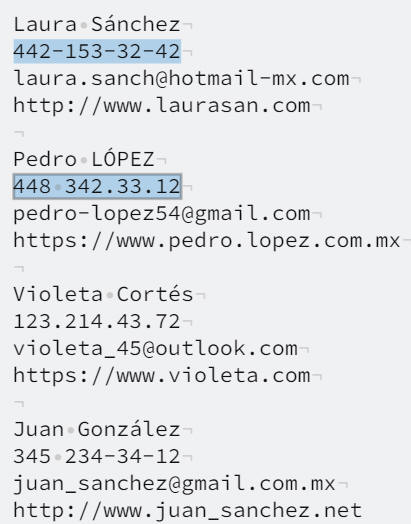 Laura Sánchez
442-153-32-42
laura.sanch@hotmail-mx.com
http://www.laurasan.com

Pedro LÓPEZ
448 342.33.12
pedro-lopez54@gmail.com
https://www.pedro.lopez.com.mx

Violeta Cortés
123.214.43.72
violeta_45@outlook.com
https://www.violeta.com

Juan González
345 234-34-12
juan_sanchez@gmail.com.mx
http://www.juan_sanchez.net